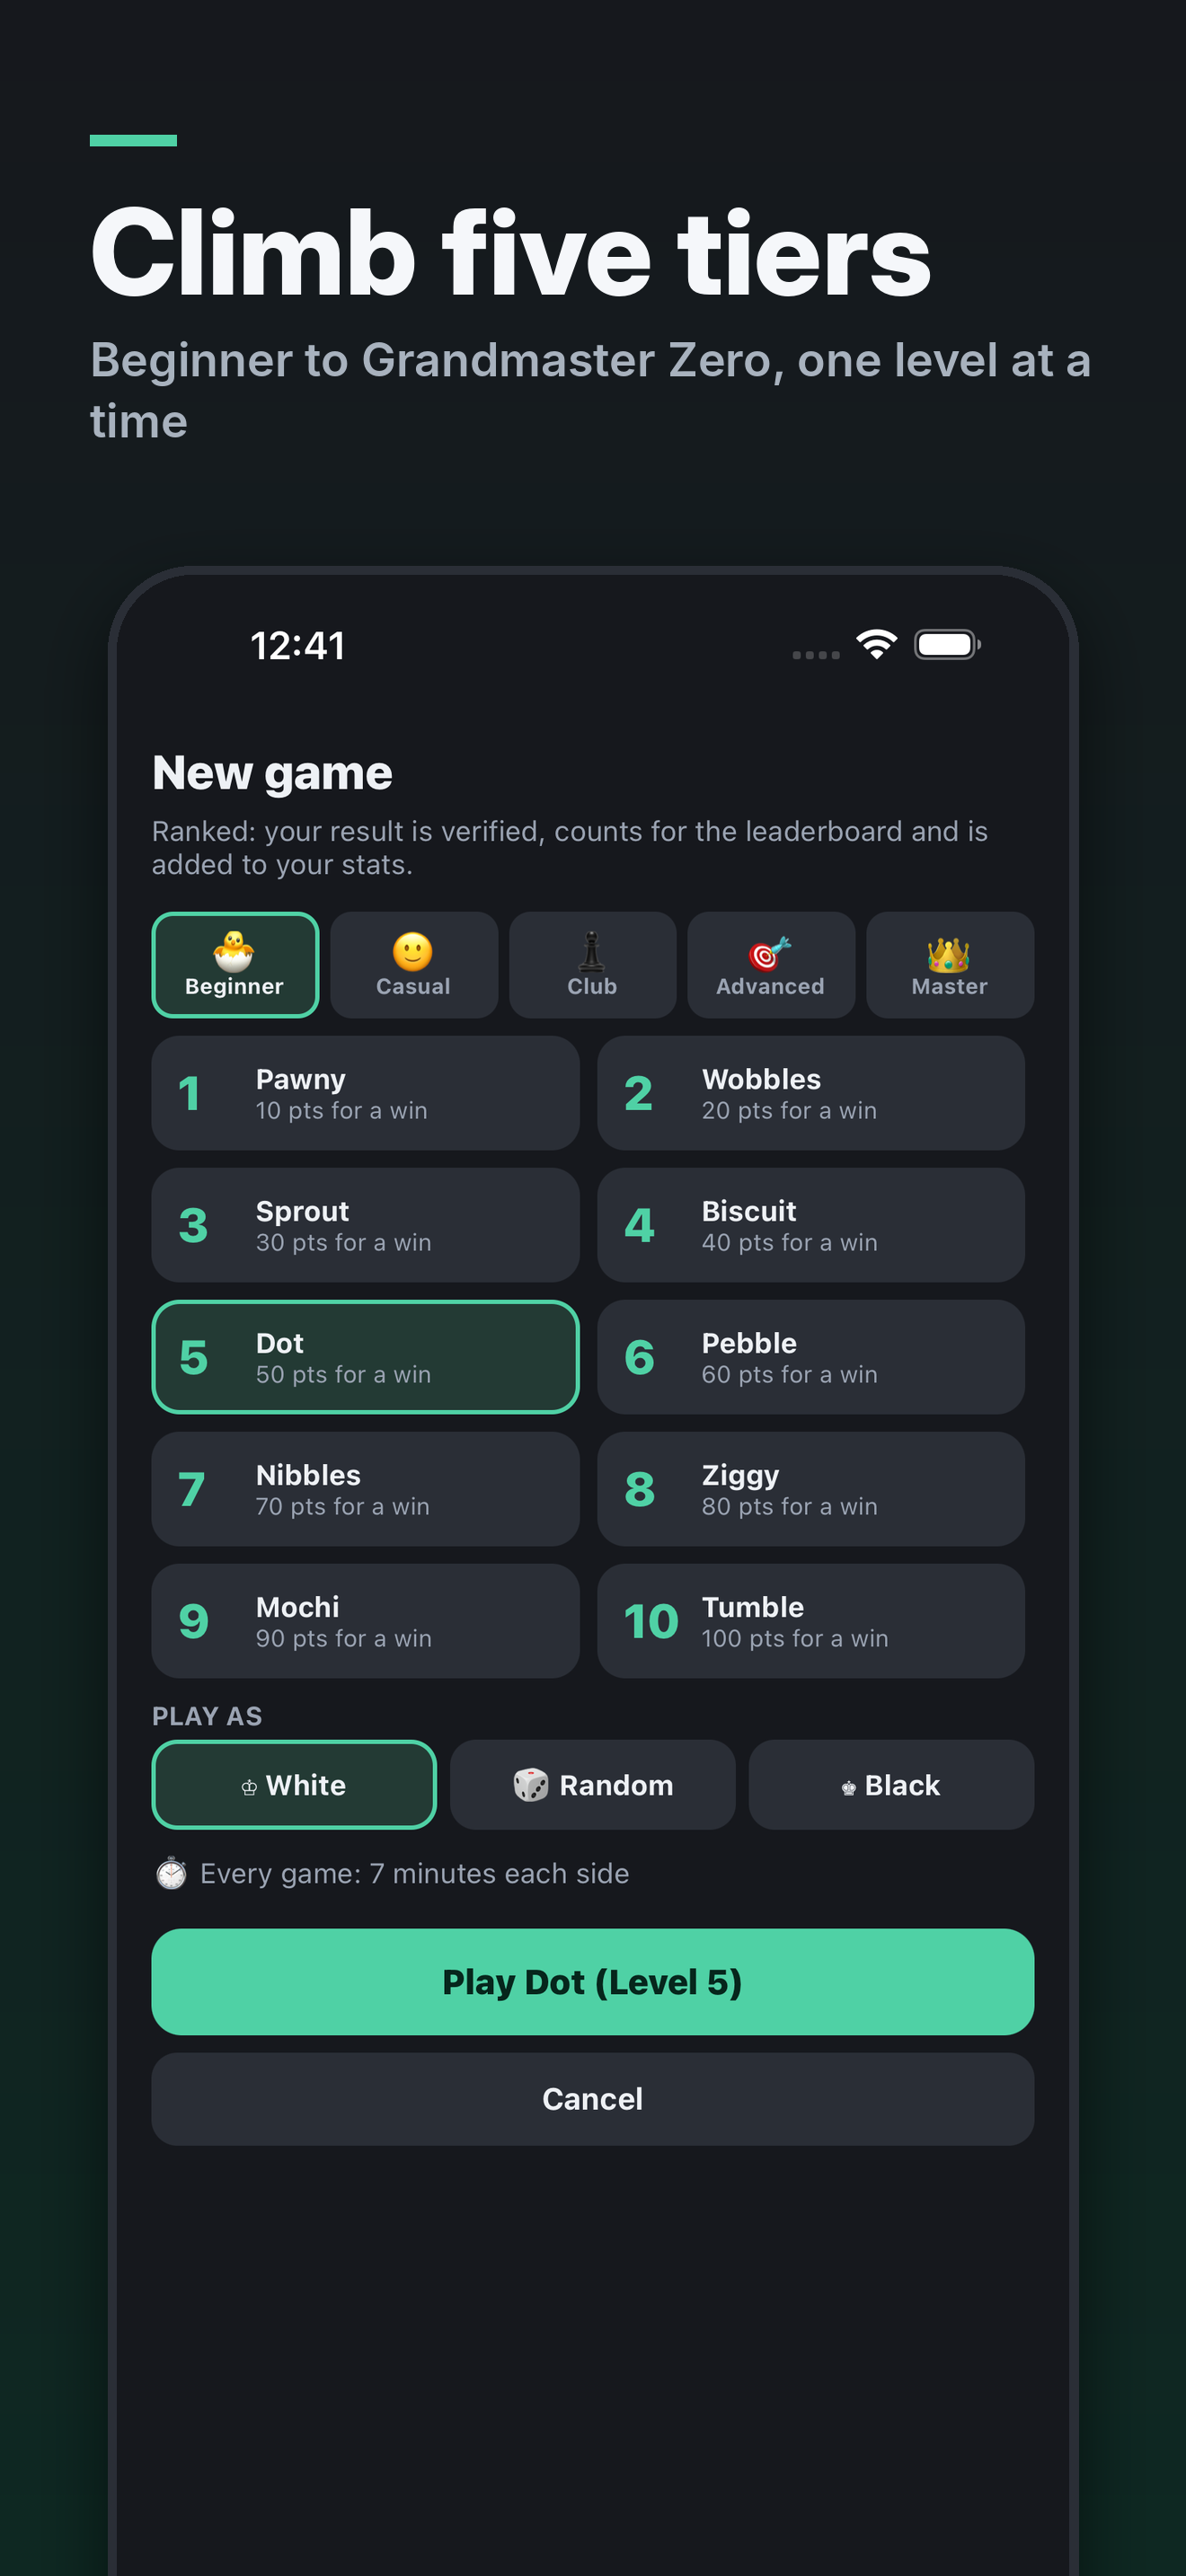 Climb five tiers
Beginner to Grandmaster Zero, one level at a
time
12:41
New game
Ranked: your result is verified, counts for the leaderboard and is
added to your stats.
Beginner
Casual
Club
Advanced
Master
1
Pawny
10 pts for a win
2
Wobbles
20 pts for a win
3
Sprout
30 pts for a win
4
Biscuit
40 pts for a win
5
Dot
50 pts for a win
6
Pebble
60 pts for a win
7
Nibbles
70 pts for a win
8
Ziggy
80 pts for a win
9
Mochi
90 pts for a win
10
Tumble
100 pts for a win
PLAY AS
♔ White
🎲 Random
♚ Black
⏱ Every game: 7 minutes each side
Play Dot (Level 5)
Cancel